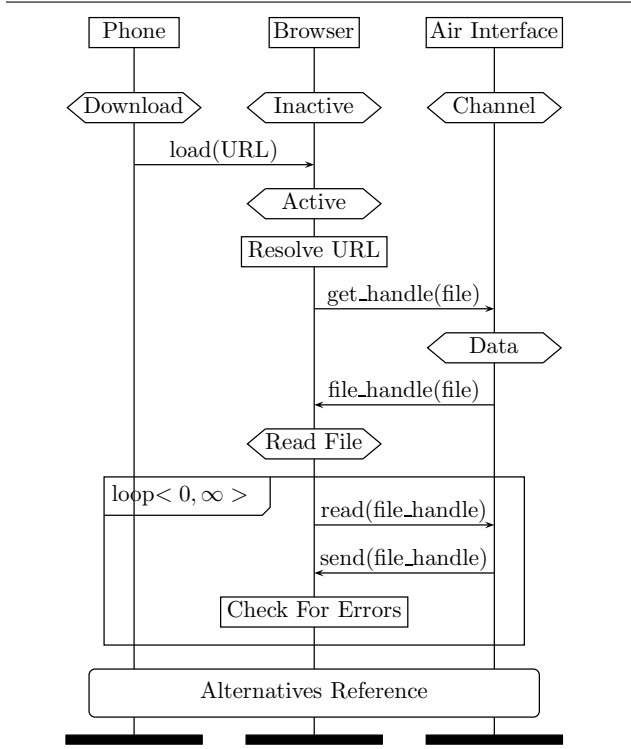 Phone Browser Air Interface
Download Inactive Channel
load(URL)
Active
Resolve URL
get_handle(file)
Data
file_handle(file)
Read File
loop< 0, ∞ >
read(file_handle)
send(file_handle)
Check For Errors
Alternatives Reference